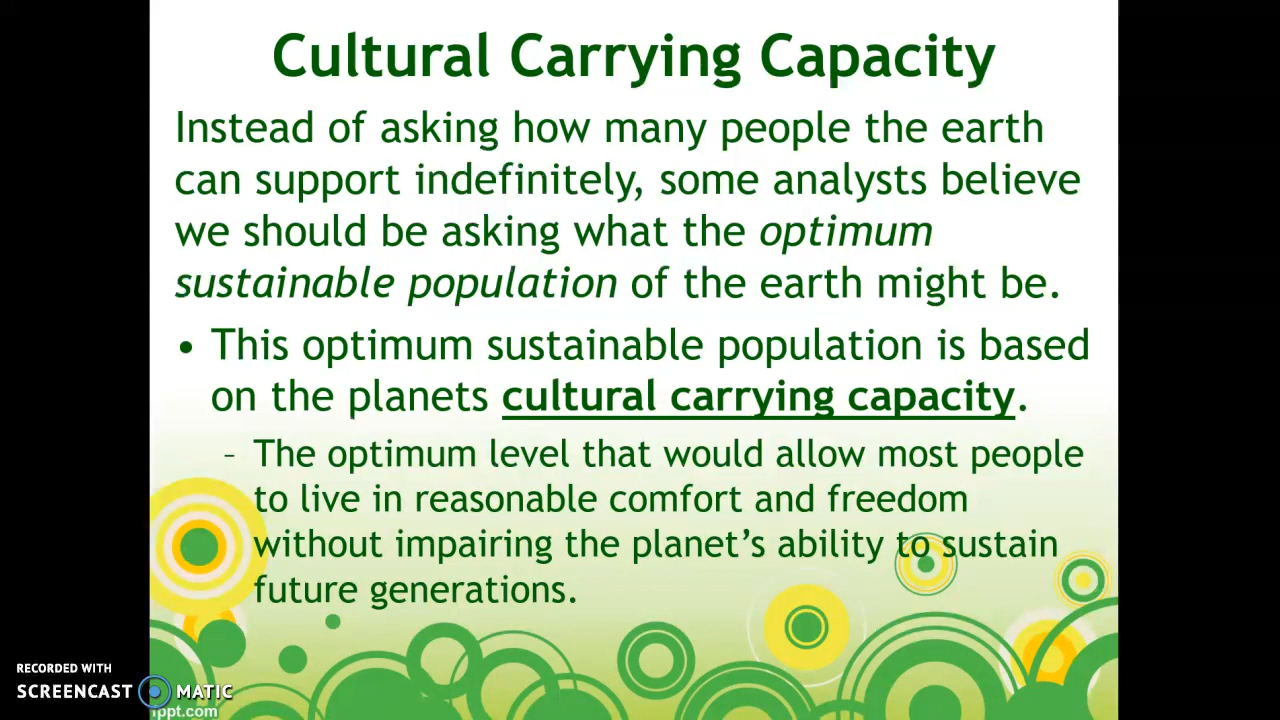 Cultural Carrying Capacity
Instead of asking how many people the earth
can support indefinitely, some analysts believe
we should be asking what the optimum
sustainable population of the earth might be.
• This optimum sustainable population is based
on the planets cultural carrying capacity.
– The optimum level that would allow most people
to live in reasonable comfort and freedom
without impairing the planet’s ability to sustain
future generations.
RECORDED WITH
SCREENCAST MATIC
fppt.com